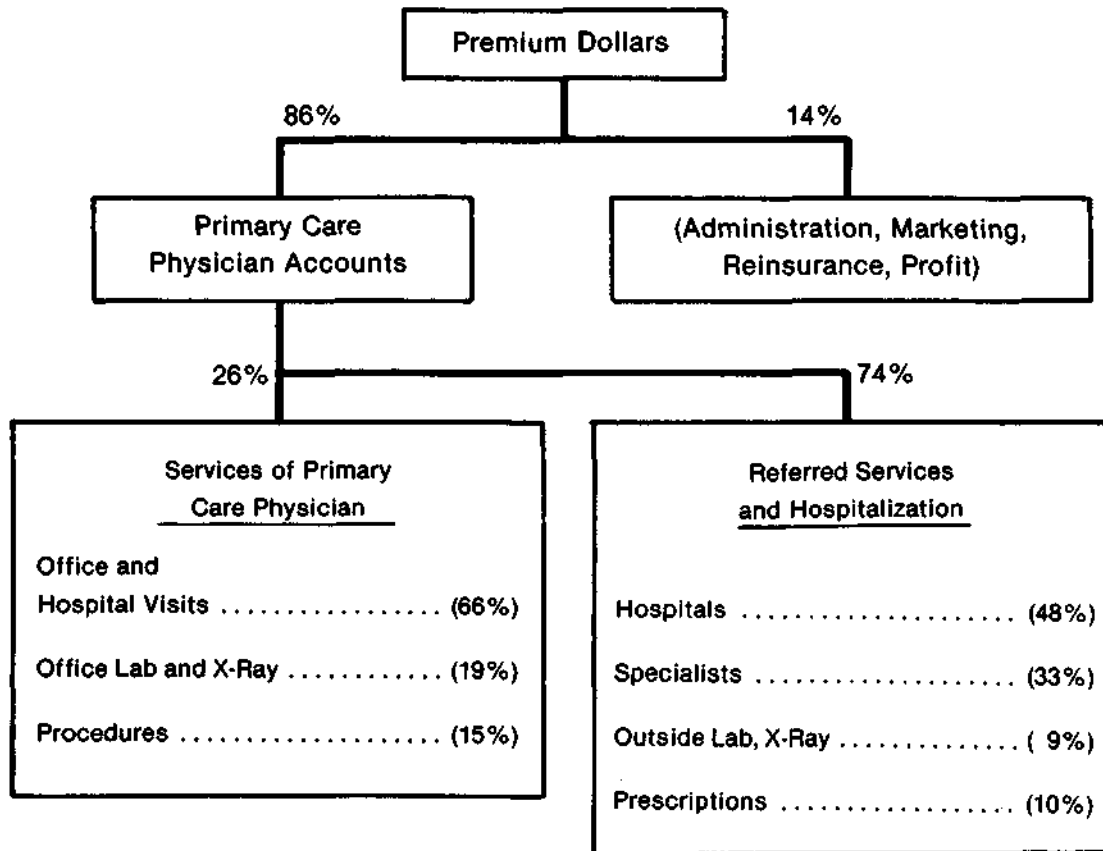 Premium Dollars
86%
14%
Primary Care
Physician Accounts
(Administration, Marketing,
Reinsurance, Profit)
26%
74%
Services of Primary
Care Physician
Office and
Hospital Visits .................... (66%)
Office Lab and X-Ray ............ (19%)
Procedures ...................... (15%)
Referred Services
and Hospitalization
Hospitals ........................ (48%)
Specialists ...................... (33%)
Outside Lab, X-Ray .............. ( 9%)
Prescriptions .................... (10%)